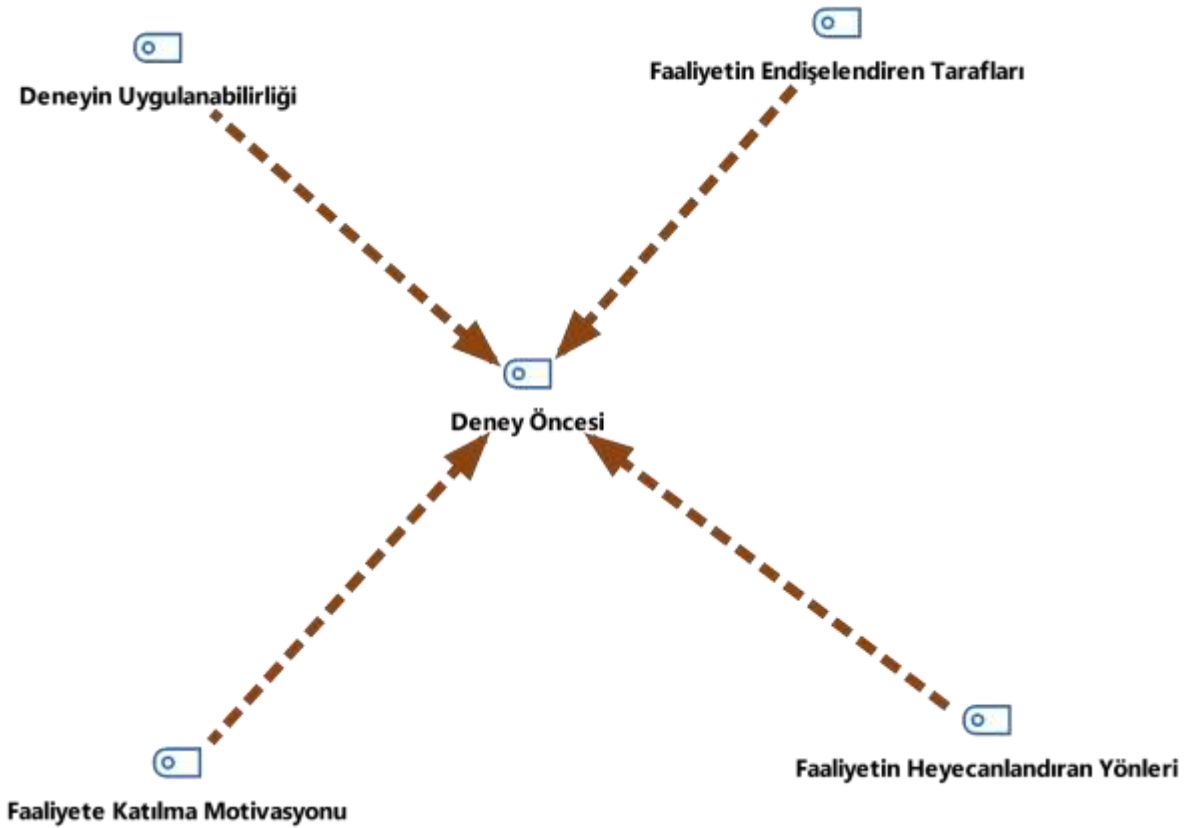 Faaliyetin Endişelendiren Tarafları
Deneyin Uygulanabilirliği
Deney Öncesi
Faaliyetin Heyecanlandıran Yönleri
Faaliyete Katılma Motivasyonu